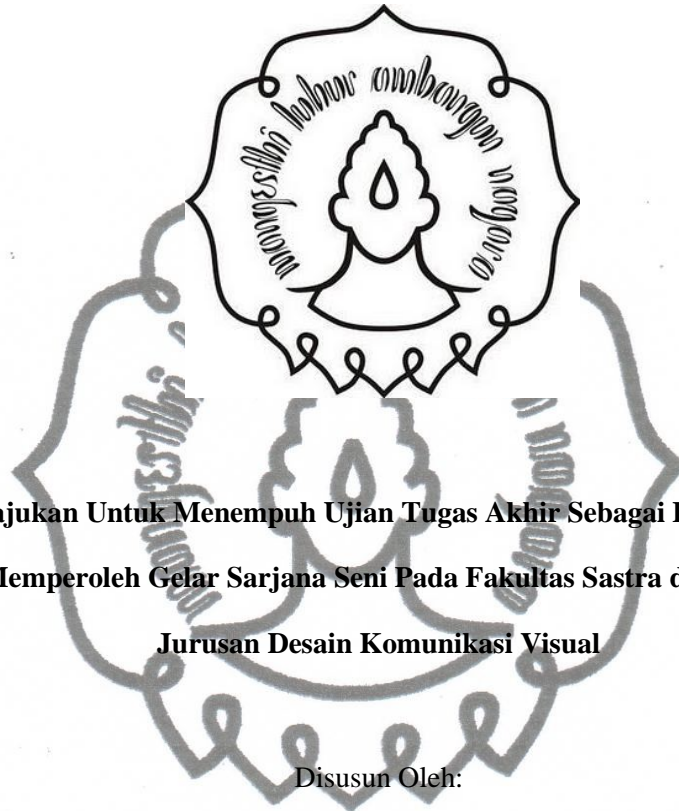 mangesthi luhur ambangun nagara
ajukan Untuk Menempuh Ujian Tugas Akhir Sebagai
Memperoleh Gelar Sarjana Seni Pada Fakultas Sastra d
Jurusan Desain Komunikasi Visual
Disusun Oleh: